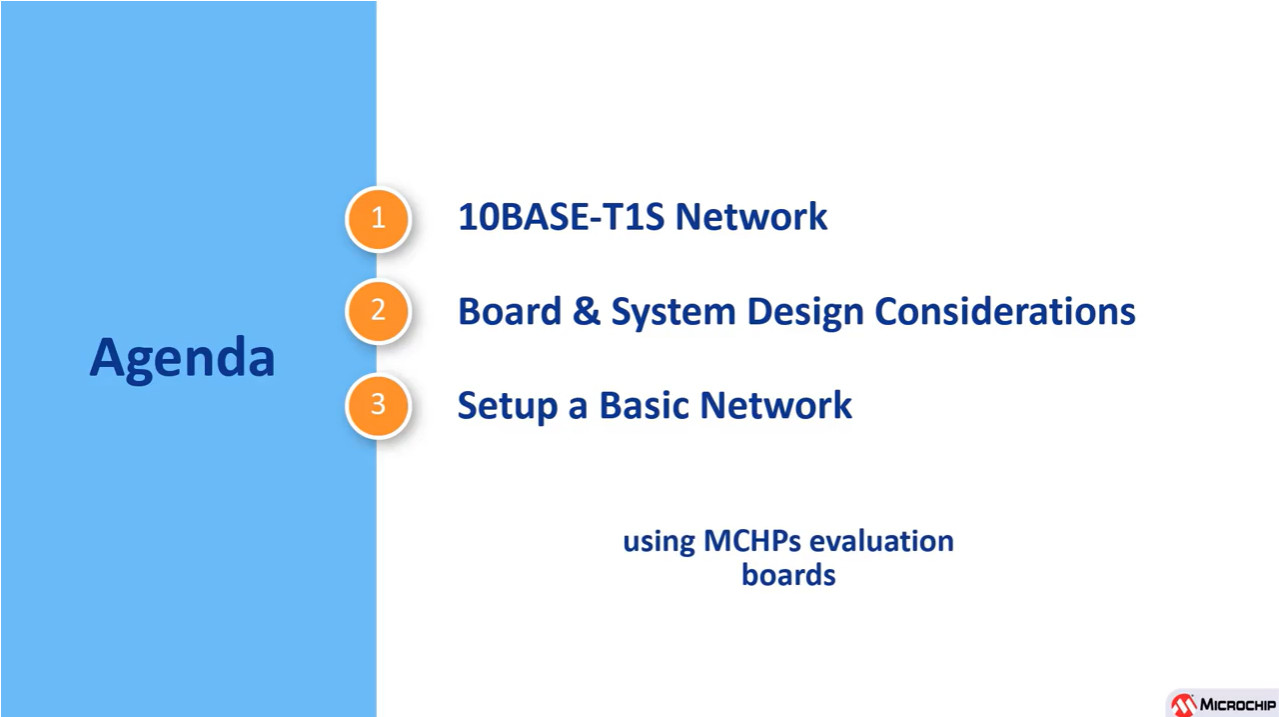 Agenda
1
10BASE-T1S Network
2
Board & System Design Considerations
3
Setup a Basic Network
using MCHPs evaluation
boards
MICROCHIP